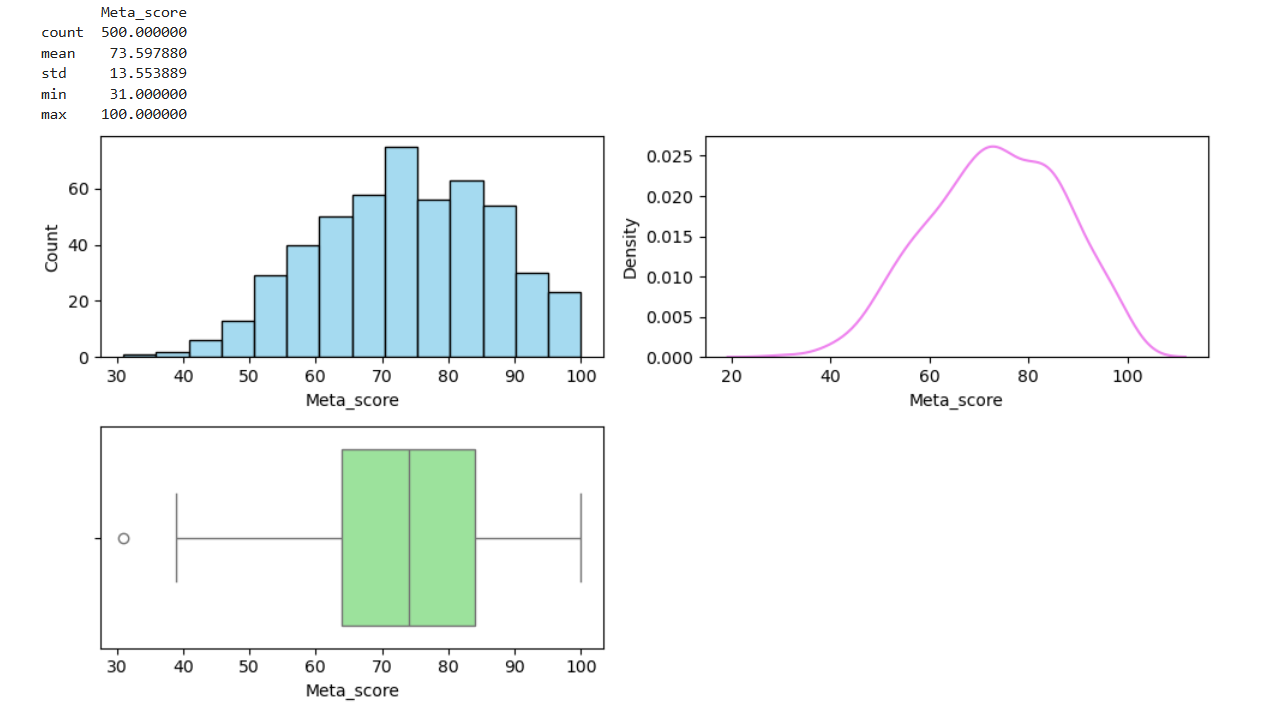 Meta_score
count 500.000000
mean 73.597880
std 13.553889
min 31.000000
max 100.000000
60
40
20
0
Count
30 40 50 60 70 80 90 100
Meta_score
0.025
0.020
0.015
0.010
0.005
0.000
Density
20 40 60 80 100
Meta_score
30 40 50 60 70 80 90 100
Meta_score